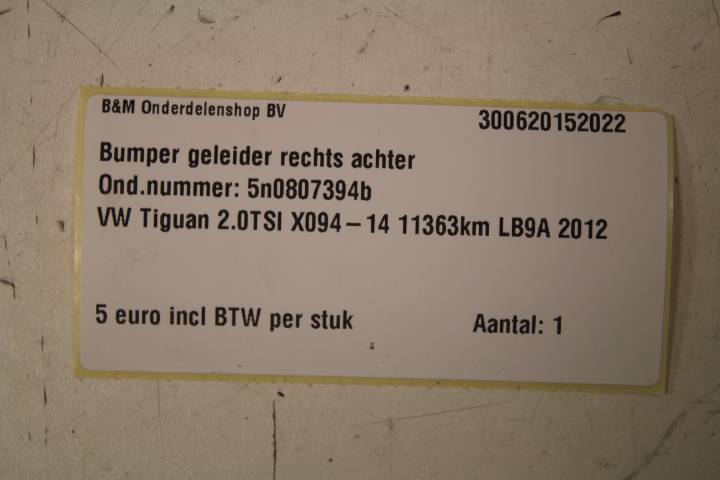 B&M Onderdelenshop BV
300620152022
Bumper geleider rechts achter
Ond.nummer: 5n0807394b
VW Tiguan 2.0TSI X094-14 11363km LB9A 2012
5 euro incl BTW per stuk
Aantal: 1